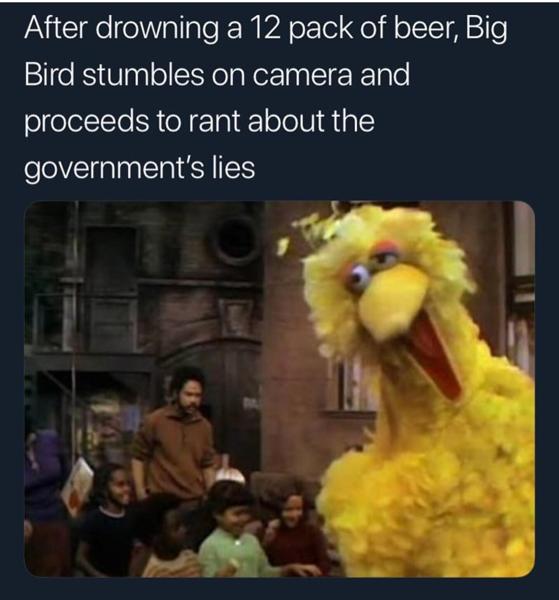 After drowning a 12 pack of beer, Big
Bird stumbles on camera and
proceeds to rant about the
government's lies